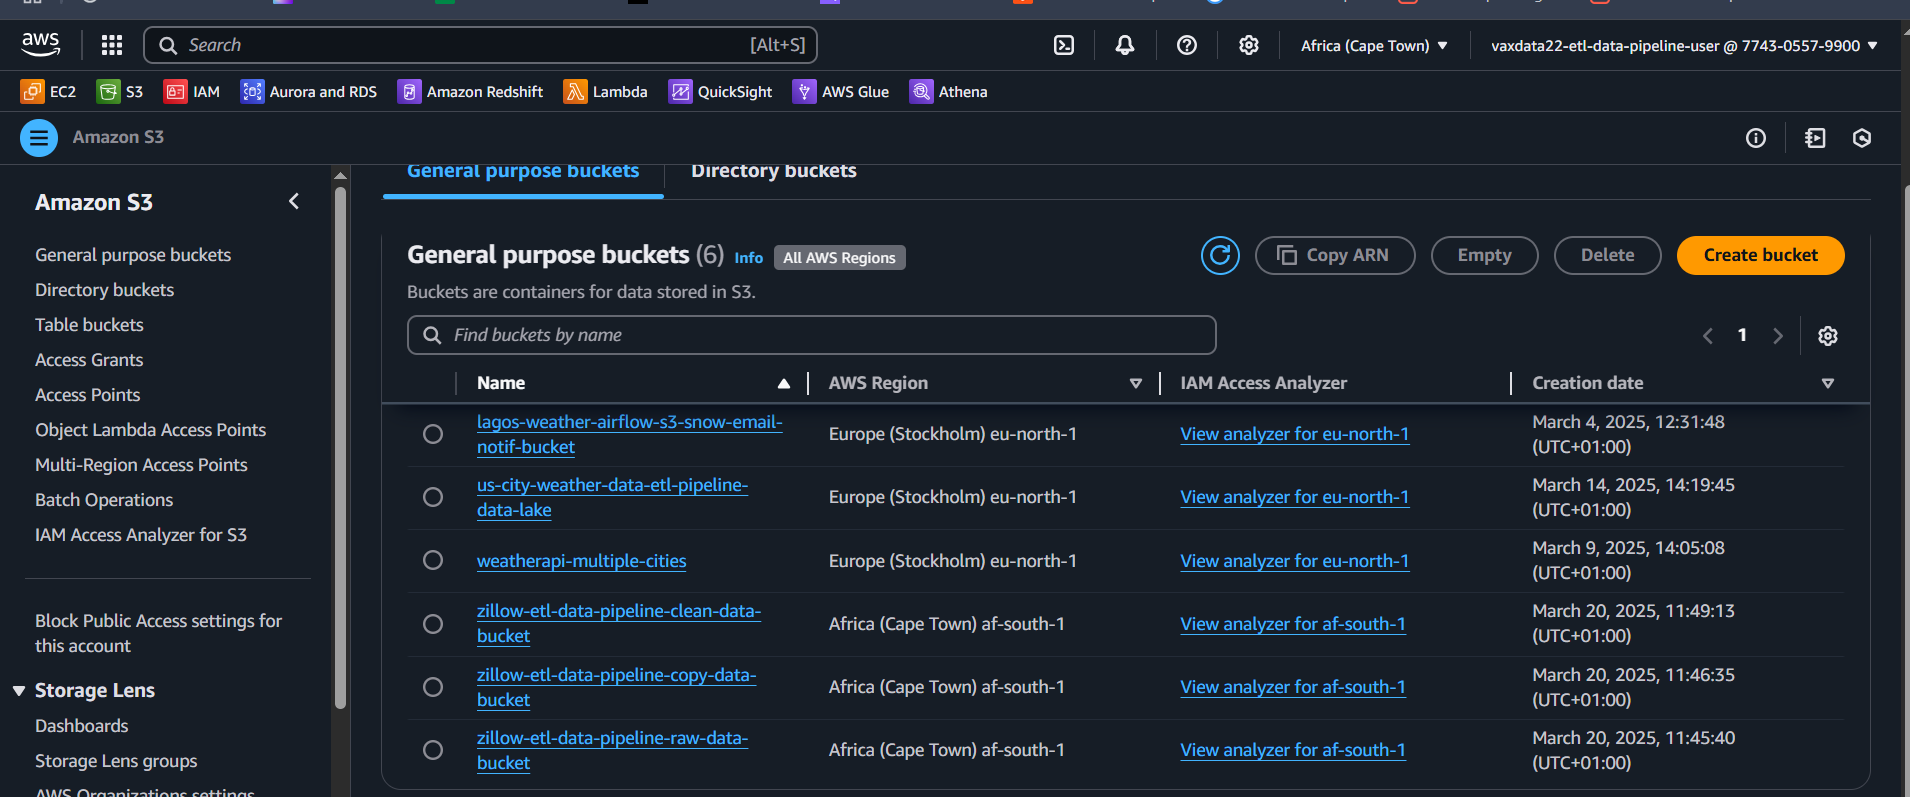 aws
Search
[Alt+S]
Africa (Cape Town)
vaxdata22-etl-data-pipeline-user @ 7743-0557-9900
EC2
S3
IAM
Aurora and RDS
Amazon Redshift
Lambda
QuickSight
AWS Glue
Athena
Amazon S3
Amazon S3
General purpose buckets
Directory buckets
Table buckets
Access Grants
Access Points
Object Lambda Access Points
Multi-Region Access Points
Batch Operations
IAM Access Analyzer for S3
Block Public Access settings for
this account
Storage Lens
Dashboards
Storage Lens groups
AWS Organizations settings
General purpose buckets
Directory buckets
General purpose buckets (6) Info All AWS Regions
Copy ARN
Empty
Delete
Create bucket
Buckets are containers for data stored in S3.
Find buckets by name
1
Name
AWS Region
IAM Access Analyzer
Creation date
lagos-weather-airflow-s3-snow-email-
notif-bucket
Europe (Stockholm) eu-north-1
View analyzer for eu-north-1
March 4, 2025, 12:31:48
(UTC+01:00)
us-city-weather-data-etl-pipeline-
data-lake
Europe (Stockholm) eu-north-1
View analyzer for eu-north-1
March 14, 2025, 14:19:45
(UTC+01:00)
weatherapi-multiple-cities
Europe (Stockholm) eu-north-1
View analyzer for eu-north-1
March 9, 2025, 14:05:08
(UTC+01:00)
zillow-etl-data-pipeline-clean-data-
bucket
Africa (Cape Town) af-south-1
View analyzer for af-south-1
March 20, 2025, 11:49:13
(UTC+01:00)
zillow-etl-data-pipeline-copy-data-
bucket
Africa (Cape Town) af-south-1
View analyzer for af-south-1
March 20, 2025, 11:46:35
(UTC+01:00)
zillow-etl-data-pipeline-raw-data-
bucket
Africa (Cape Town) af-south-1
View analyzer for af-south-1
March 20, 2025, 11:45:40
(UTC+01:00)